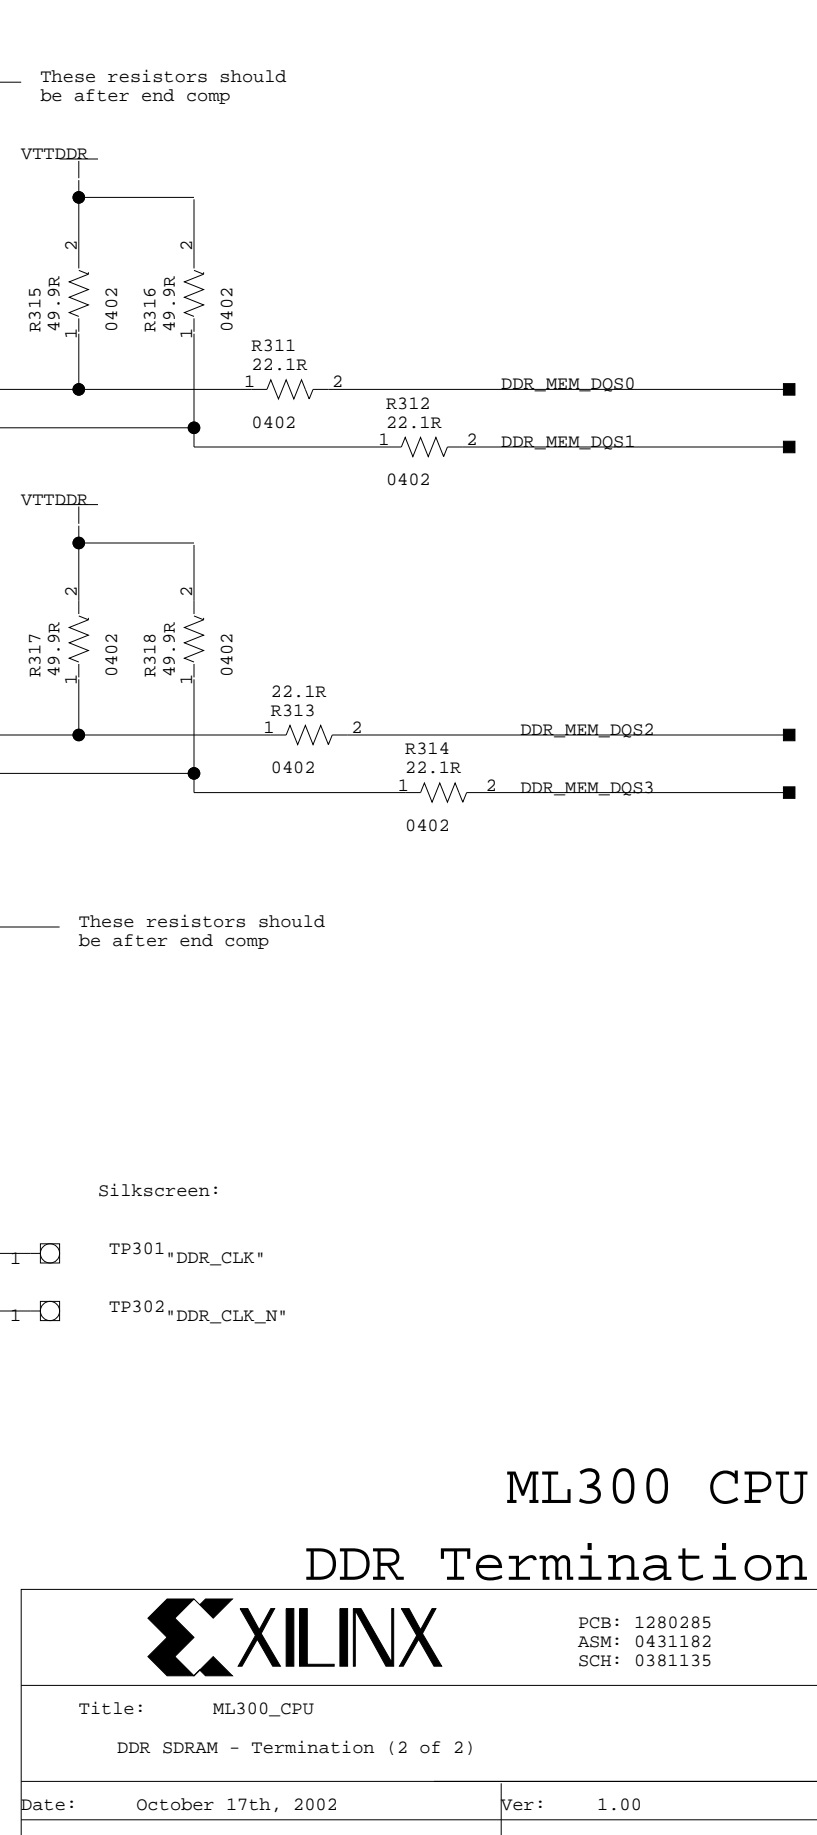 These resistors should
be after end comp
VTTDDR
2
2
R315
49.9R
0402
1
R316
49.9R
0402
1
R311
22.1R
1
2
0402
DDR_MEM_DQS0
R312
22.1R
1
2
0402
DDR_MEM_DQS1
VTTDDR
2
2
R317
49.9R
0402
1
R318
49.9R
0402
1
22.1R
R313
1
2
0402
DDR_MEM_DQS2
R314
22.1R
1
2
0402
DDR_MEM_DQS3
These resistors should
be after end comp
Silkscreen:
1
TP301 "DDR_CLK"
1
TP302 "DDR_CLK_N"
ML300 CPU
DDR Termination
XILINX
PCB: 1280285
ASM: 0431182
SCH: 0381135
Title: ML300_CPU
DDR SDRAM - Termination (2 of 2)
Date: October 17th, 2002
Ver: 1.00